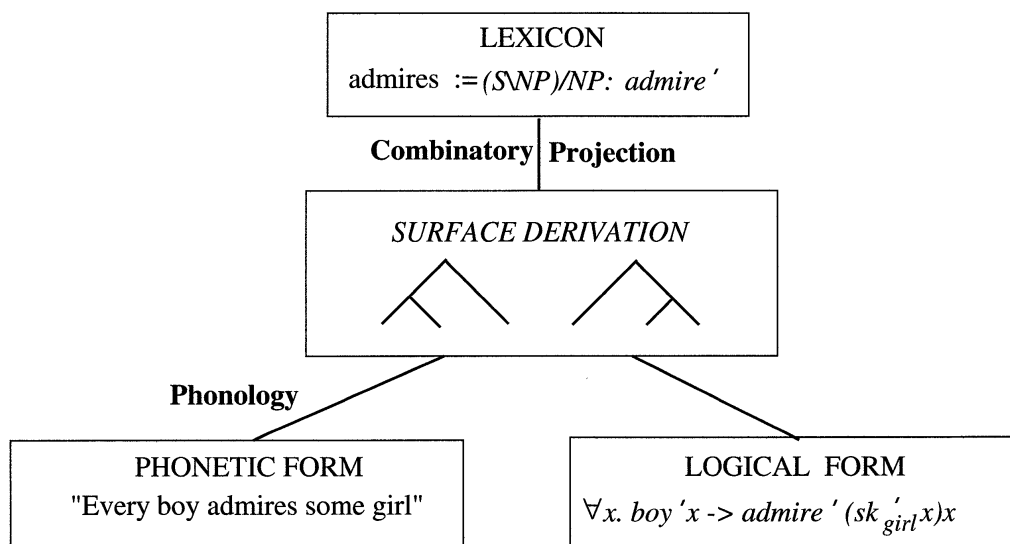 LEXICON
admires := (S\NP)/NP: admire′
Combinatory Projection
SURFACE DERIVATION
Phonology
PHONETIC FORM
"Every boy admires some girl"
LOGICAL FORM
∀x. boy′x -> admire′(sk′girl x)x